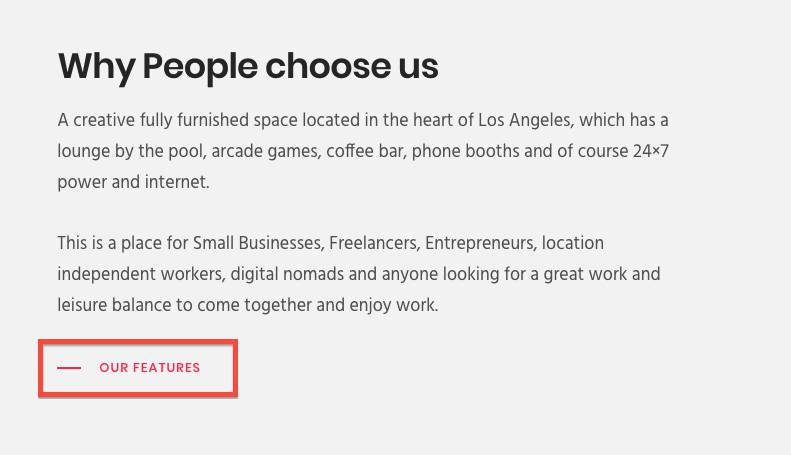 Why People choose us
A creative fully furnished space located in the heart of Los Angeles, which has a
lounge by the pool, arcade games, coffee bar, phone booths and of course 24×7
power and internet.
This is a place for Small Businesses, Freelancers, Entrepreneurs, location
independent workers, digital nomads and anyone looking for a great work and
leisure balance to come together and enjoy work.
OUR FEATURES